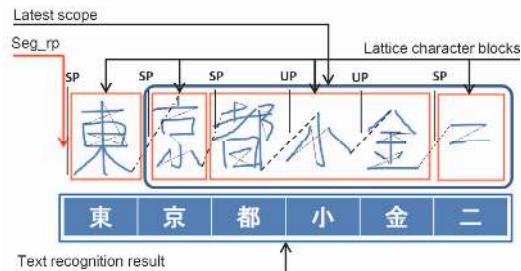 Latest scope
Seg_rp
Lattice character blocks
SP SP SP UP UP SP
東京都小金二
東 京 都 小 金 二
Text recognition result